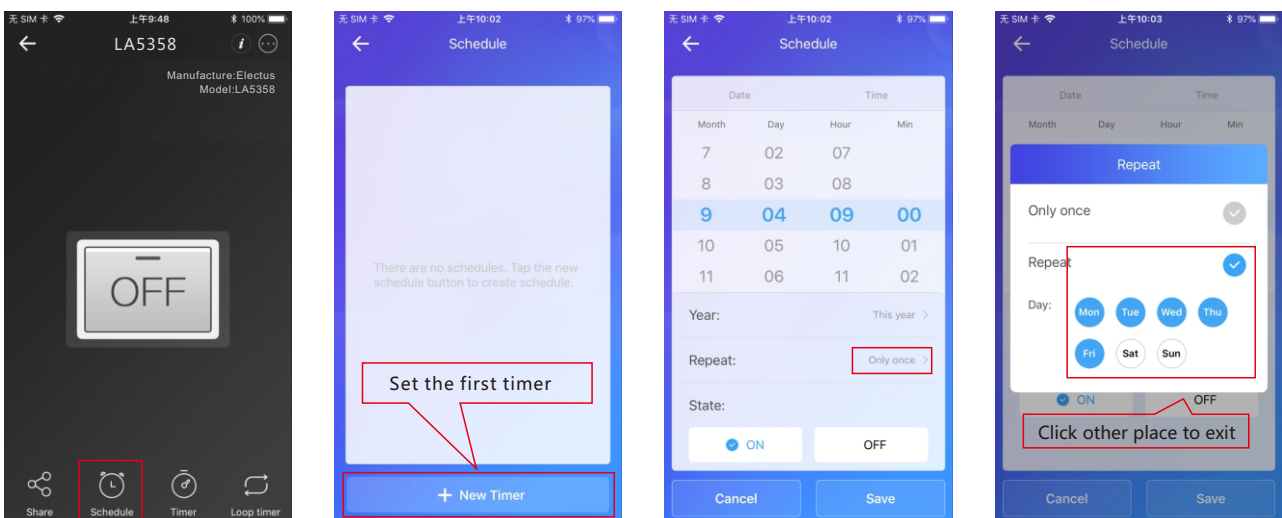 无 SIM 卡 上午9:48 100%
LA5358
Manufacture:Electus
Model:LA5358
OFF
Share Schedule Timer Loop timer
无 SIM 卡 上午10:02 97%
Schedule
There are no schedules. Tap the new
schedule button to create schedule.
Set the first timer
+ New Timer
无 SIM 卡 上午10:02 97%
Schedule
Date Time
Month Day Hour Min
7 02 07
8 03 08
9 04 09 00
10 05 10 01
11 06 11 02
Year: This year >
Repeat: Only once >
State:
ON OFF
Cancel Save
无 SIM 卡 上午10:03 97%
Schedule
Date Time
Month Day Hour Min
Repeat
Only once
Repeat
Day: Mon Tue Wed Thu
Fri Sat Sun
ON OFF
Click other place to exit
Cancel Save